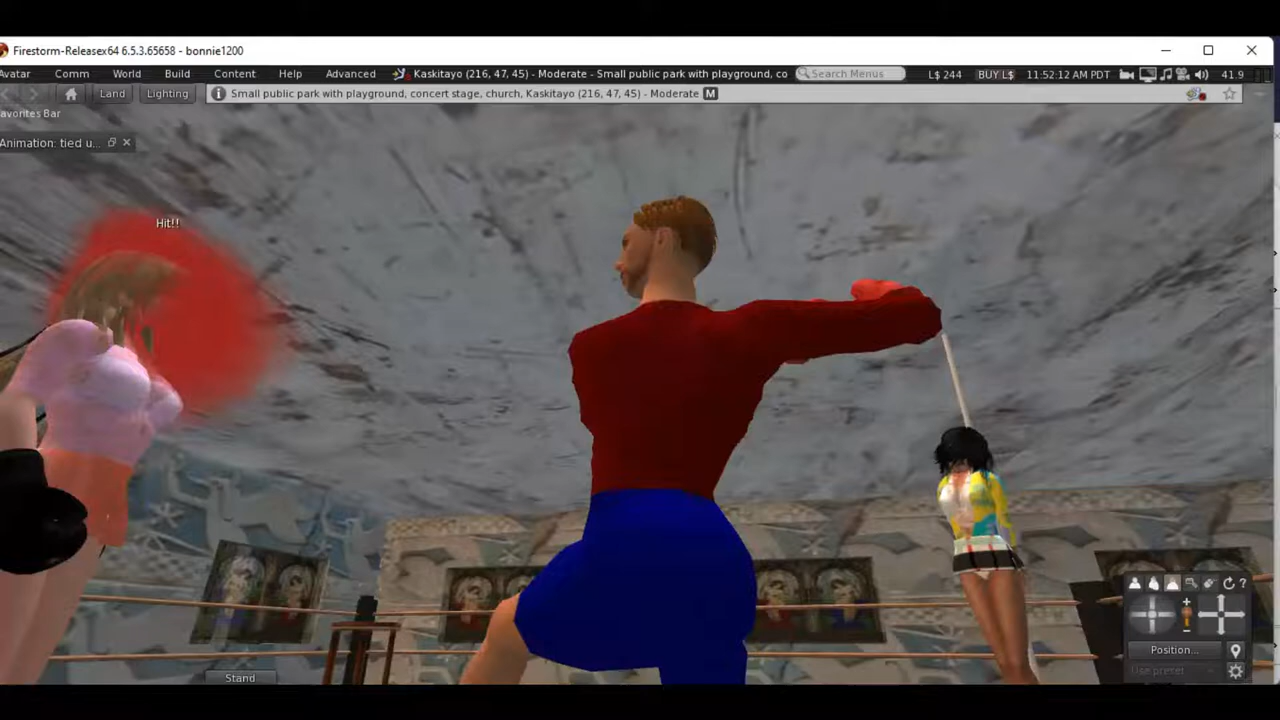 Firestorm-Releasex64 6.5.3.65658 - bonnie1200
Avatar Comm World Build Content Help Advanced Kaskitayo (216, 47, 45) - Moderate - Small public park with playground, co Search Menus L$ 244 BUY L$ 11:52:12 AM PDT 41.9
Land Lighting Small public park with playground, concert stage, church, Kaskitayo (216, 47, 45) - Moderate M
avorites Bar
Animation: tied u...
Hit!!
?
+
-
Position...
Use preset
Stand